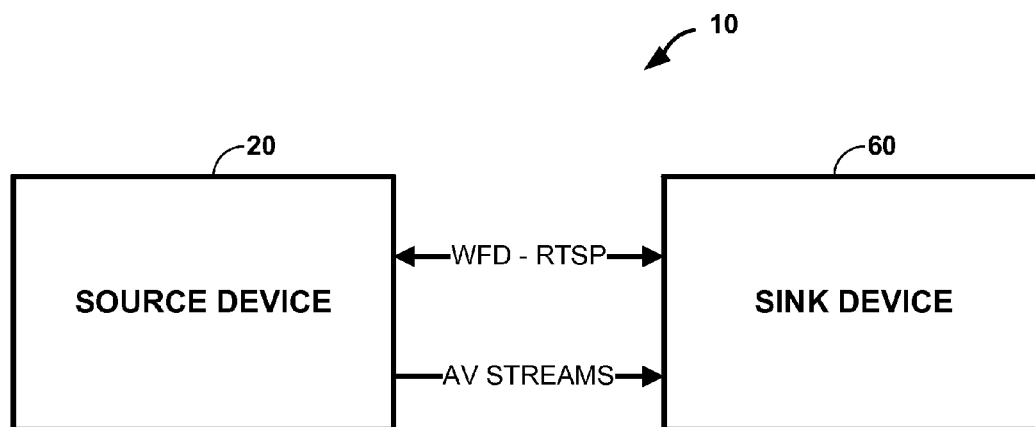 10
20
60
WFD - RTSP
SOURCE DEVICE
SINK DEVICE
AV STREAMS